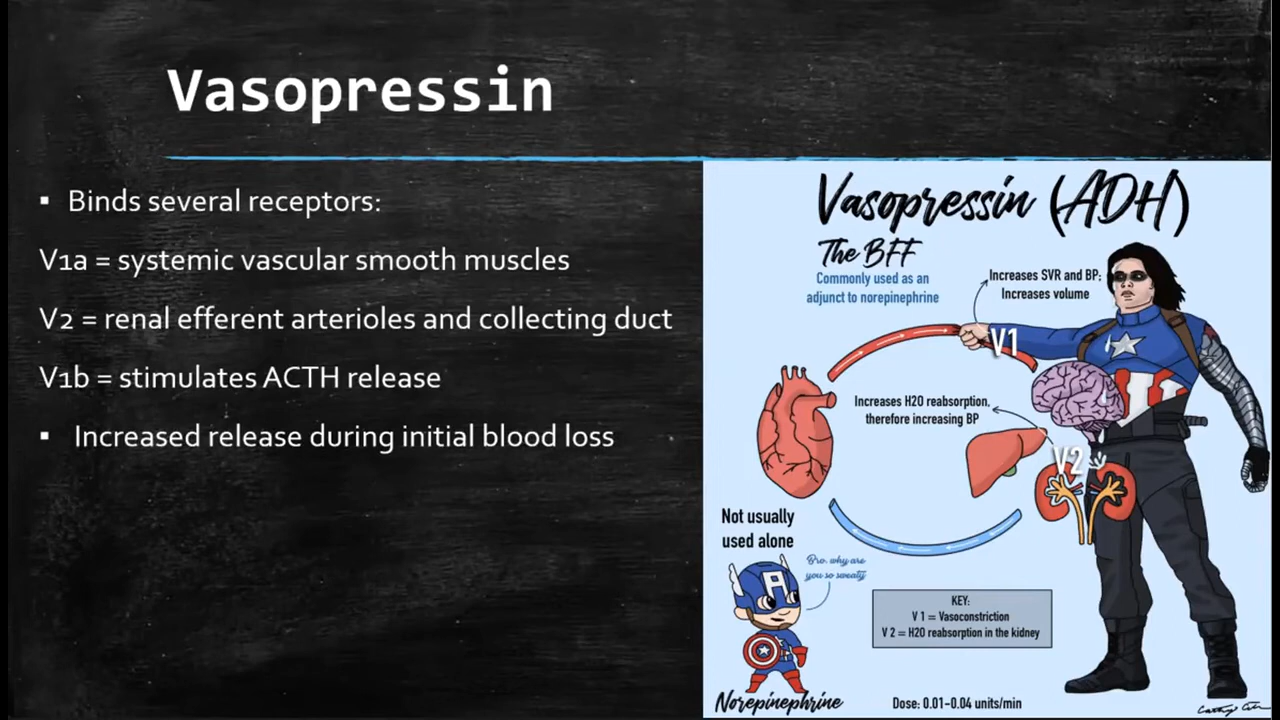 Vasopressin
▪ Binds several receptors:
V1a = systemic vascular smooth muscles
V2 = renal efferent arterioles and collecting duct
V1b = stimulates ACTH release
▪ Increased release during initial blood loss
Vasopressin (ADH)
The BFF
Commonly used as an
adjunct to norepinephrine
Increases SVR and BP;
Increases volume
V1
Increases H2O reabsorption,
therefore increasing BP
V2
Not usually
used alone
Bro, why are
you so sweaty
A
KEY:
V 1 = Vasoconstriction
V 2 = H2O reabsorption in the kidney
Norepinephrine
Dose: 0.01-0.04 units/min